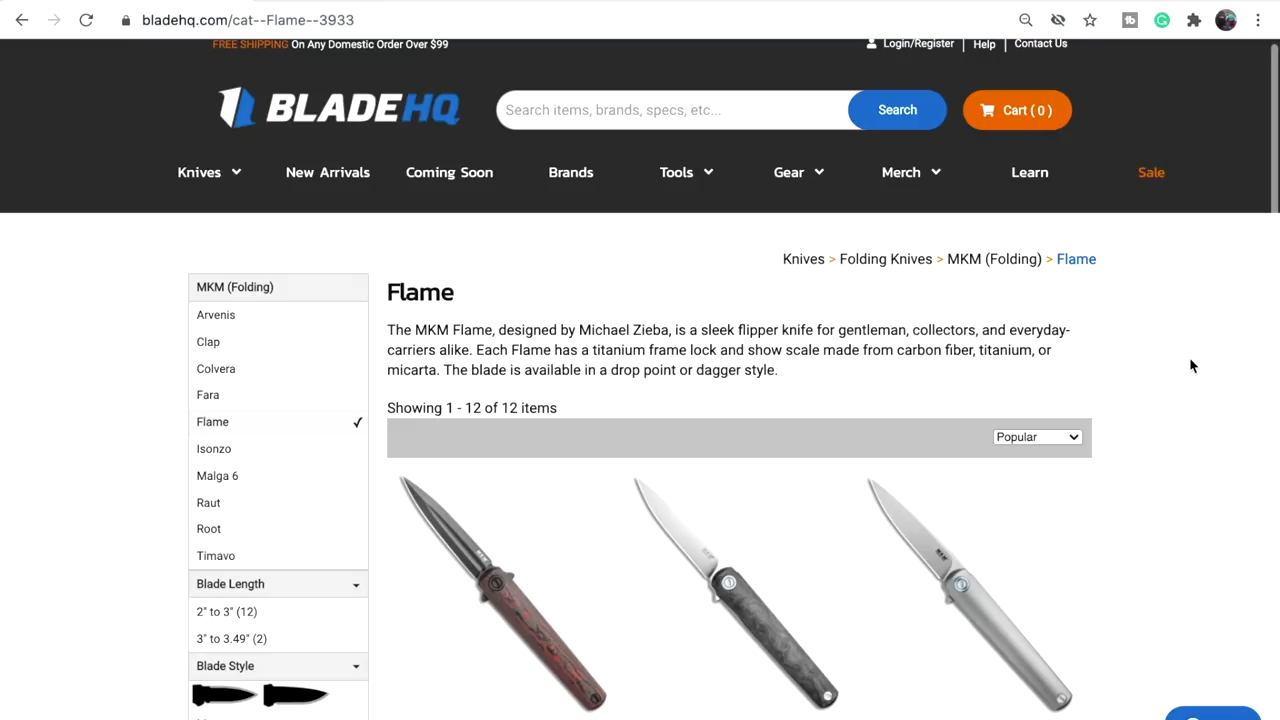 bladehq.com/cat--Flame--3933
FREE SHIPPING On Any Domestic Order Over $99
Login/Register | Help | Contact Us
BLADEHQ
Search items, brands, specs, etc...
Search
Cart ( 0 )
Knives
New Arrivals
Coming Soon
Brands
Tools
Gear
Merch
Learn
Sale
Knives > Folding Knives > MKM (Folding) > Flame
MKM (Folding)
Arvenis
Clap
Colvera
Fara
Flame
Isonzo
Malga 6
Raut
Root
Timavo
Blade Length
2" to 3" (12)
3" to 3.49" (2)
Blade Style
Flame
The MKM Flame, designed by Michael Zieba, is a sleek flipper knife for gentleman, collectors, and everyday-
carriers alike. Each Flame has a titanium frame lock and show scale made from carbon fiber, titanium, or
micarta. The blade is available in a drop point or dagger style.
Showing 1 - 12 of 12 items
Popular